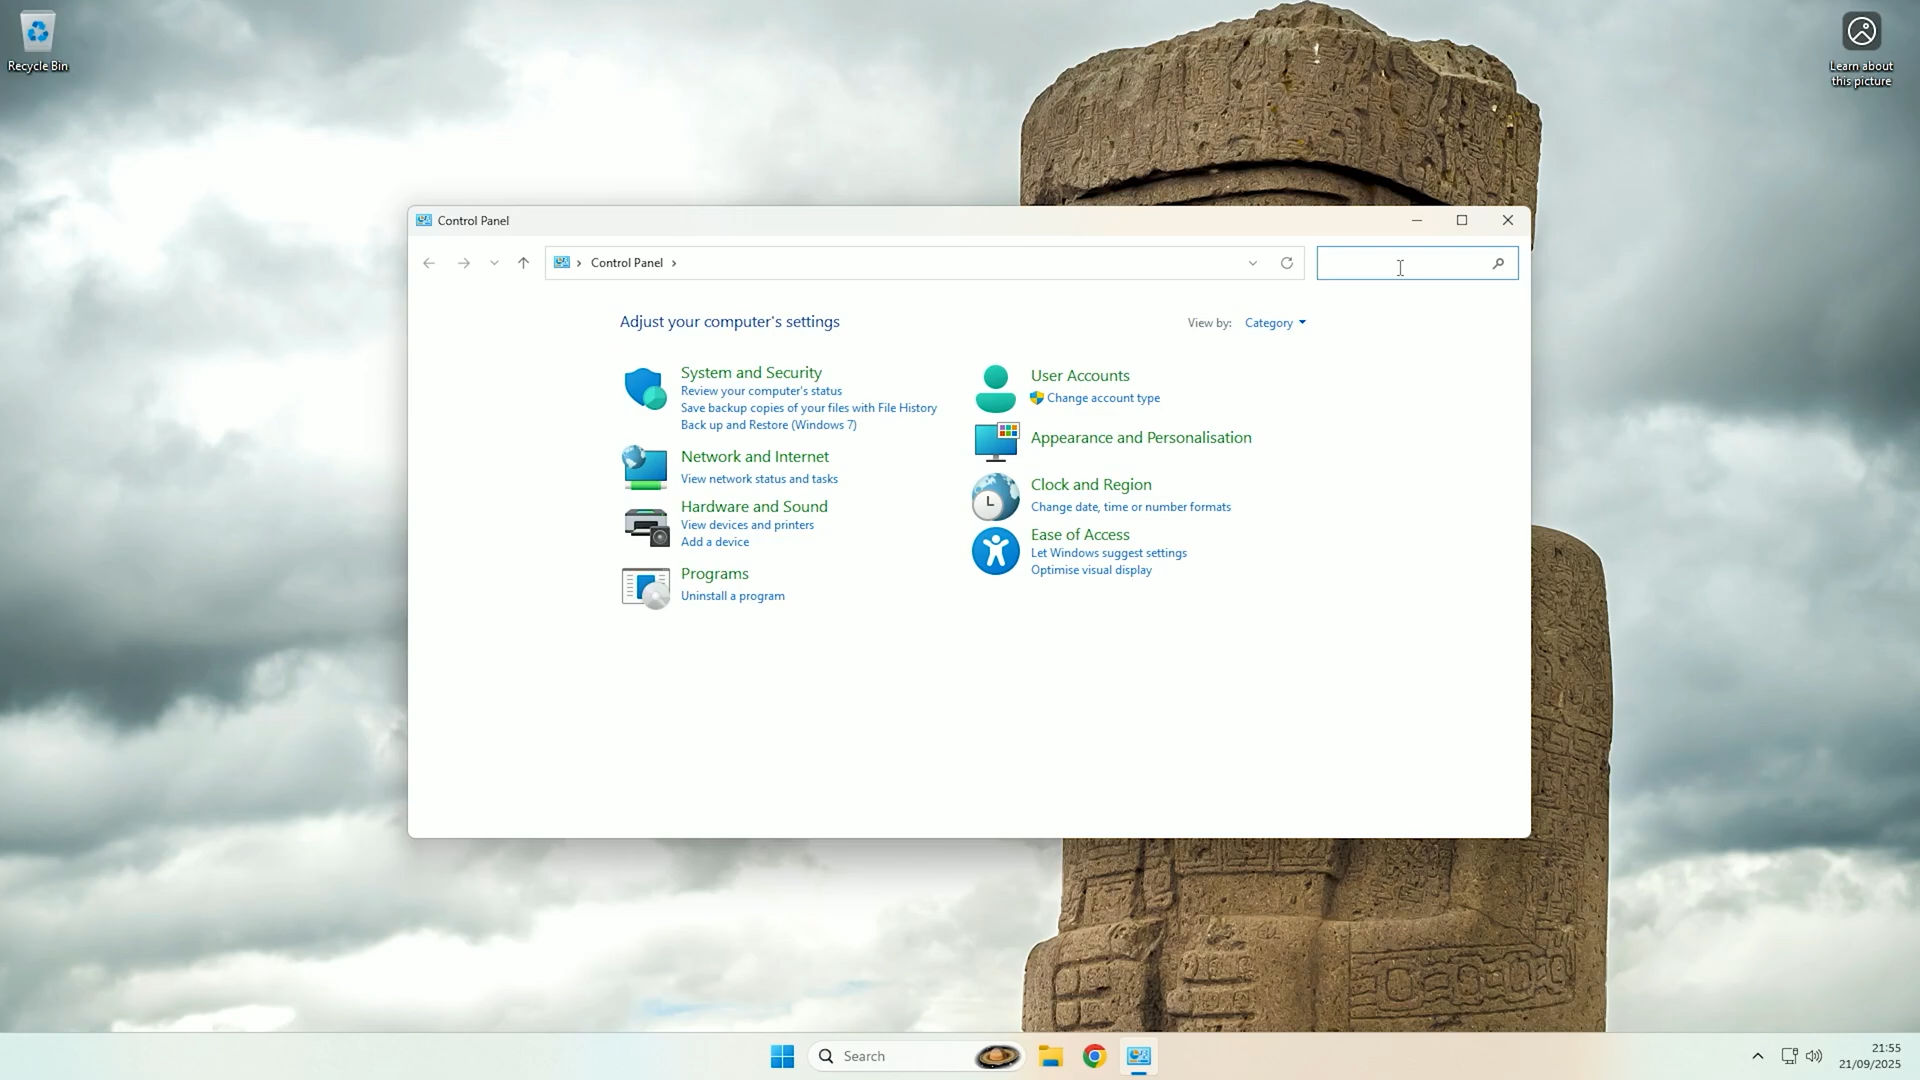 Recycle Bin
Learn about
this picture
Control Panel
Control Panel
Adjust your computer's settings
View by: Category
System and Security
Review your computer's status
Save backup copies of your files with File History
Back up and Restore (Windows 7)
Network and Internet
View network status and tasks
Hardware and Sound
View devices and printers
Add a device
Programs
Uninstall a program
User Accounts
Change account type
Appearance and Personalisation
Clock and Region
Change date, time or number formats
Ease of Access
Let Windows suggest settings
Optimise visual display
Search
21:55
21/09/2025